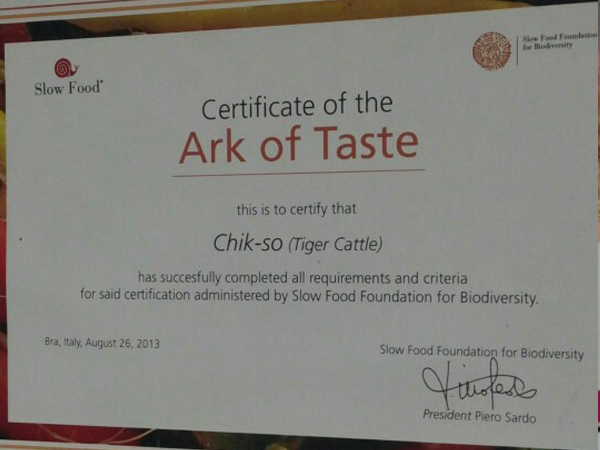 Slow Food®
Slow Food Foundation
for Biodiversity
Certificate of the
Ark of Taste
this is to certify that
Chik-so (Tiger Cattle)
has succesfully completed all requirements and criteria
for said certification administered by Slow Food Foundation for Biodiversity.
Bra, Italy, August 26, 2013
Slow Food Foundation for Biodiversity
President Piero Sardo